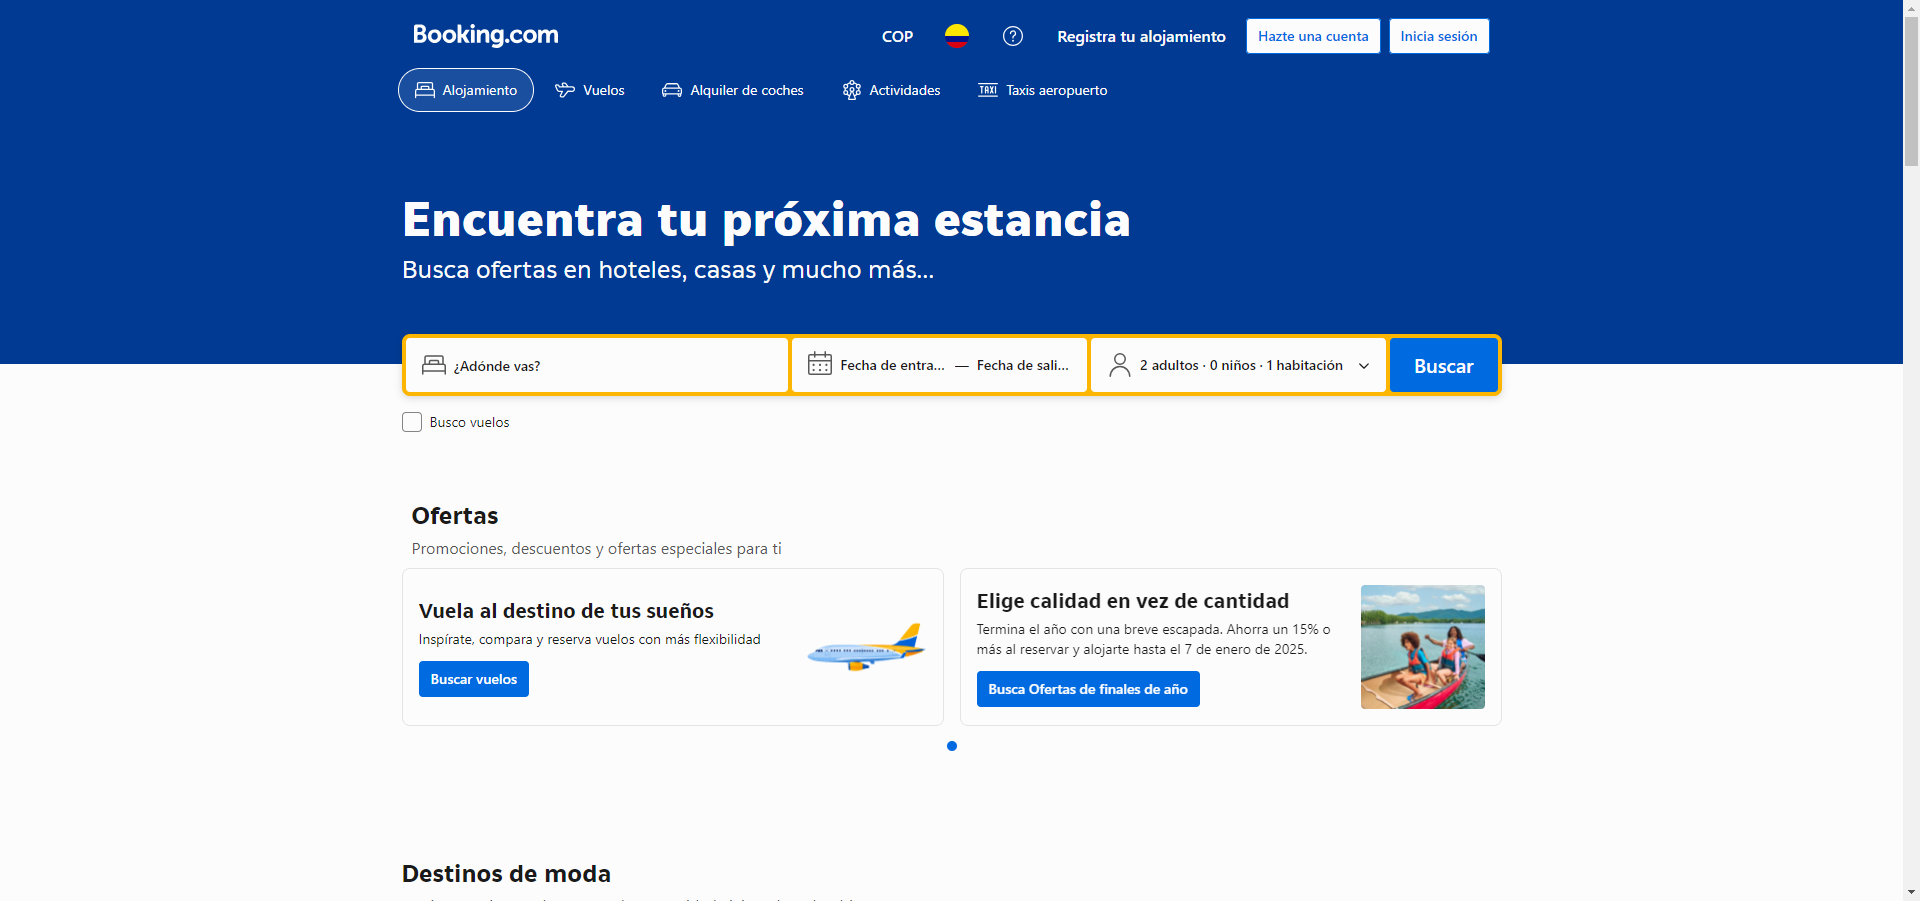 Booking.com
COP
Registra tu alojamiento
Hazte una cuenta
Inicia sesión
Alojamiento
Vuelos
Alquiler de coches
Actividades
TAXI
Taxis aeropuerto
Encuentra tu próxima estancia
Busca ofertas en hoteles, casas y mucho más...
¿Adónde vas?
Fecha de entra... — Fecha de sali...
2 adultos · 0 niños · 1 habitación
Buscar
Busco vuelos
Ofertas
Promociones, descuentos y ofertas especiales para ti
Vuela al destino de tus sueños
Inspírate, compara y reserva vuelos con más flexibilidad
Buscar vuelos
Elige calidad en vez de cantidad
Termina el año con una breve escapada. Ahorra un 15% o
más al reservar y alojarte hasta el 7 de enero de 2025.
Busca Ofertas de finales de año
Destinos de moda